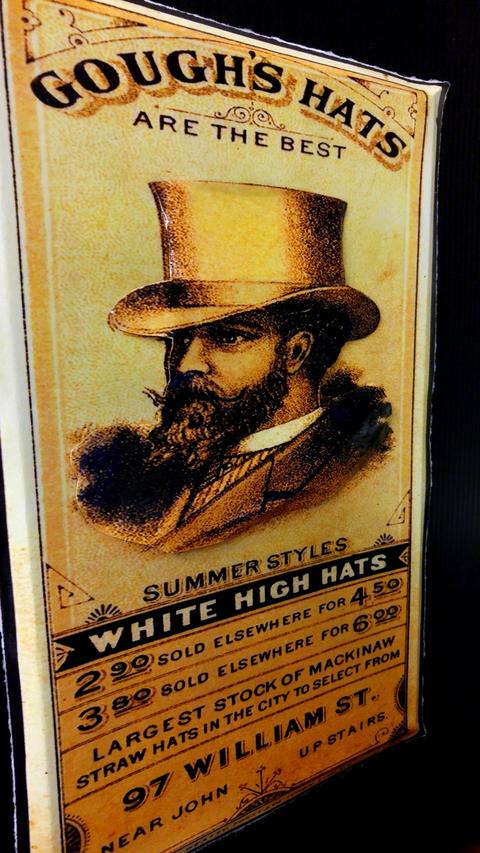 GOUGH'S HATS
ARE THE BEST
SUMMER STYLES
WHITE HIGH HATS
2 90 SOLD ELSEWHERE FOR 4 50
3 80 SOLD ELSEWHERE FOR 6 00
LARGEST STOCK OF MACKINAW
STRAW HATS IN THE CITY TO SELECT FROM
97 WILLIAM ST.
NEAR JOHN UP STAIRS.